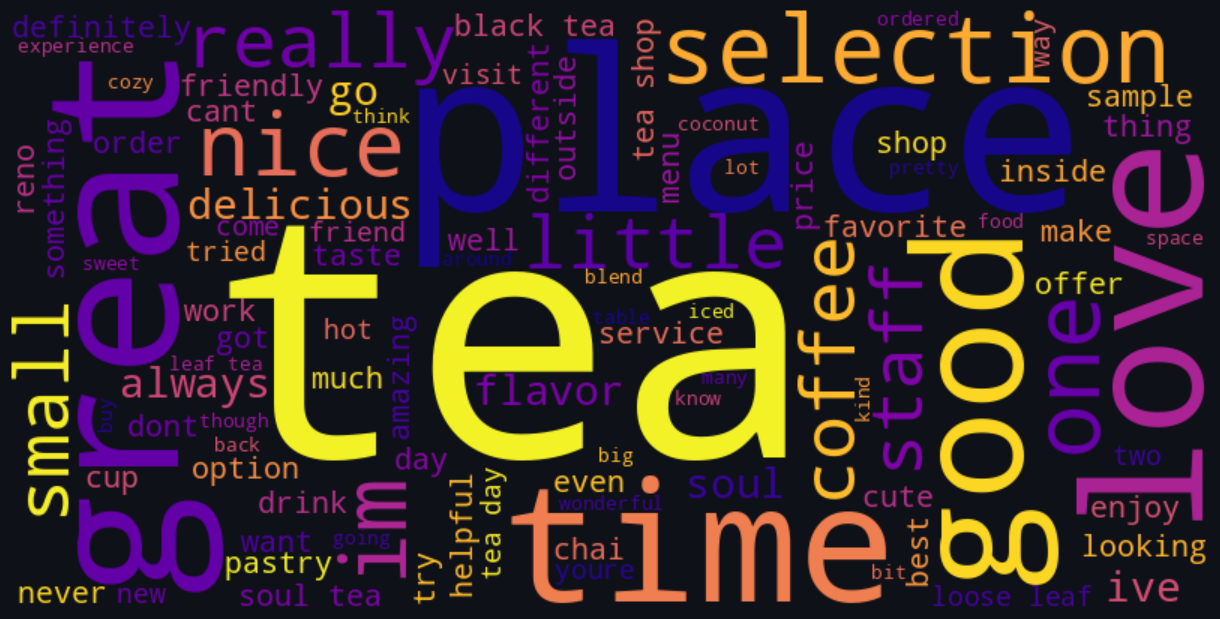 definitely
really
black tea
ordered
experience
selection
way
visit
tea shop
cozy
friendly
go
different
outside
place
sample
cant
think
great
nice
order
coconut
shop
thing
menu
lot
pretty
inside
reno
something
price
love
delicious
come
friend
well
little
favorite
food
make
space
tried
taste
around
sweet
tea
blend
coffee
good
offer
small
work
hot
iced
table
service
staff
one
got
amazing
leaf tea
always
much
flavor
many
know
kind
buy
dont
though
back
day
big
two
option
cup
im
even
soul
time
cute
enjoy
drink
helpful
tea day
wonderful
want
going
chai
best
looking
pastry
try
youre
bit
never
new
soul tea
loose leaf
ive